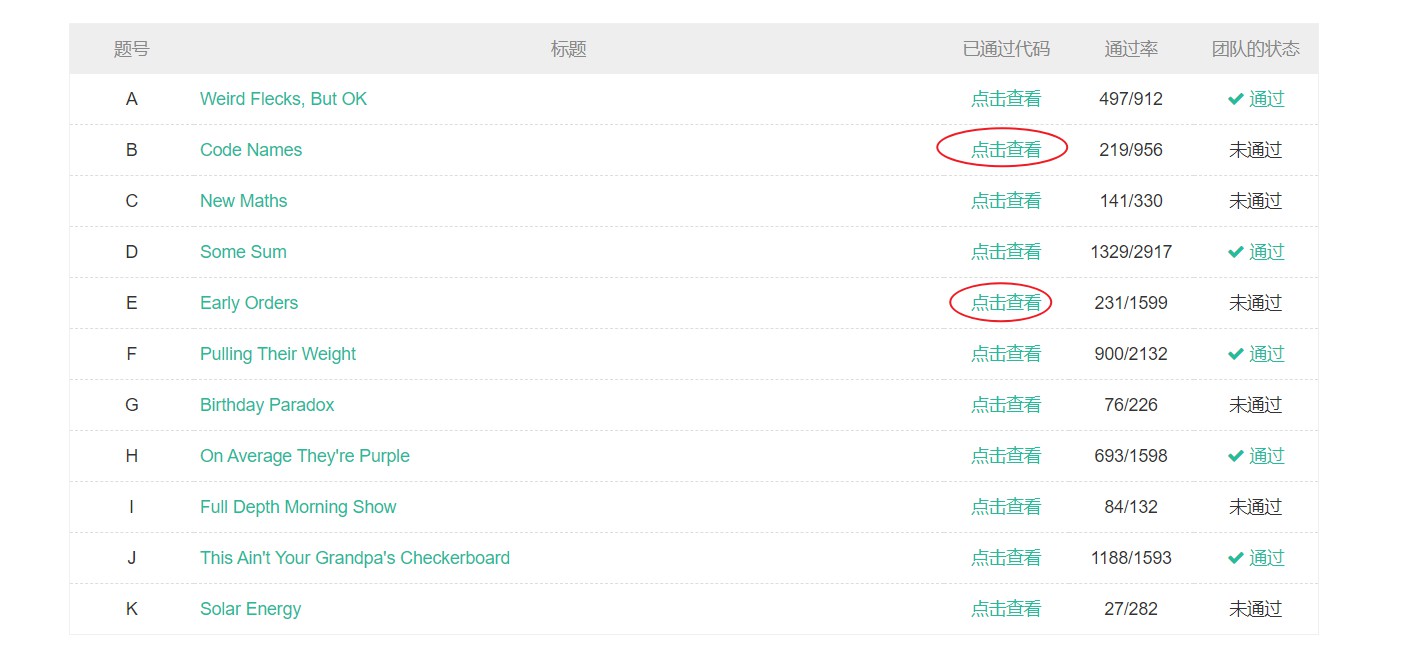 题号 标题 已通过代码 通过率 团队的状态
A Weird Flecks, But OK 点击查看 497/912 通过
B Code Names 点击查看 219/956 未通过
C New Maths 点击查看 141/330 未通过
D Some Sum 点击查看 1329/2917 通过
E Early Orders 点击查看 231/1599 未通过
F Pulling Their Weight 点击查看 900/2132 通过
G Birthday Paradox 点击查看 76/226 未通过
H On Average They're Purple 点击查看 693/1598 通过
I Full Depth Morning Show 点击查看 84/132 未通过
J This Ain't Your Grandpa's Checkerboard 点击查看 1188/1593 通过
K Solar Energy 点击查看 27/282 未通过